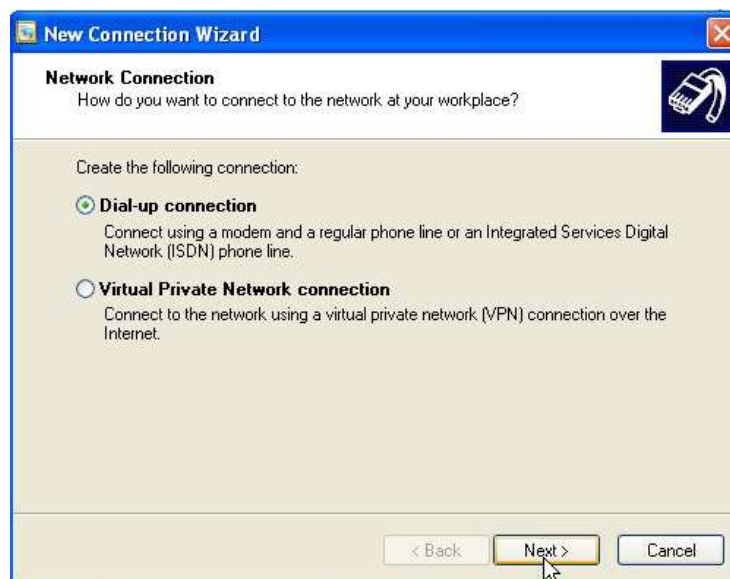 New Connection Wizard
Network Connection
How do you want to connect to the network at your workplace?
Create the following connection:
Dial-up connection
Connect using a modem and a regular phone line or an Integrated Services Digital
Network (ISDN) phone line.
Virtual Private Network connection
Connect to the network using a virtual private network (VPN) connection over the
Internet.
< Back Next > Cancel